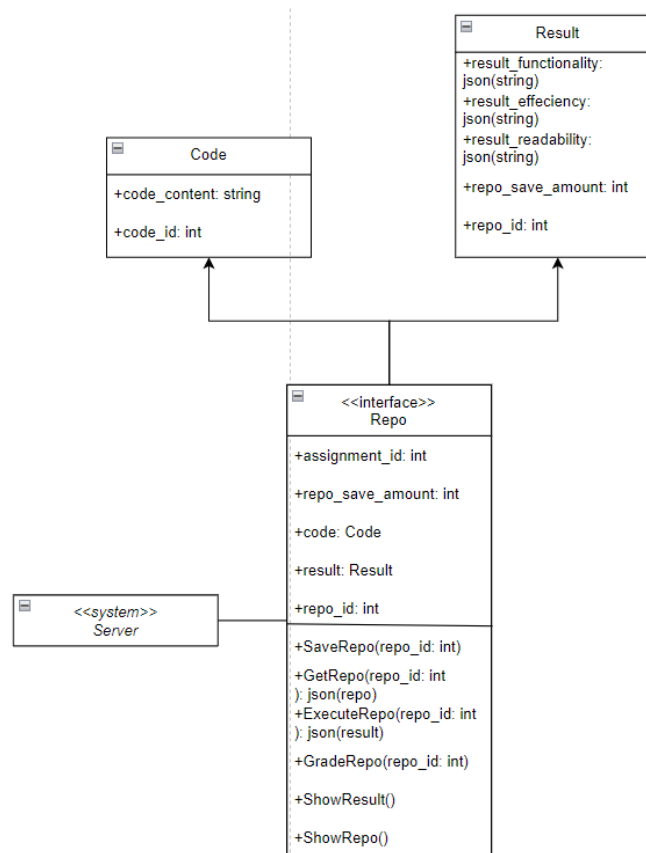 Result
+result_functionality:
json(string)
+result_effeciency:
json(string)
+result_readability:
json(string)
+repo_save_amount: int
+repo_id: int
Code
+code_content: string
+code_id: int
<<interface>>
Repo
+assignment_id: int
+repo_save_amount: int
+code: Code
+result: Result
+repo_id: int
+SaveRepo(repo_id: int)
+GetRepo(repo_id: int
): json(repo)
+ExecuteRepo(repo_id: int
): json(result)
+GradeRepo(repo_id: int)
+ShowResult()
+ShowRepo()
<<system>>
Server